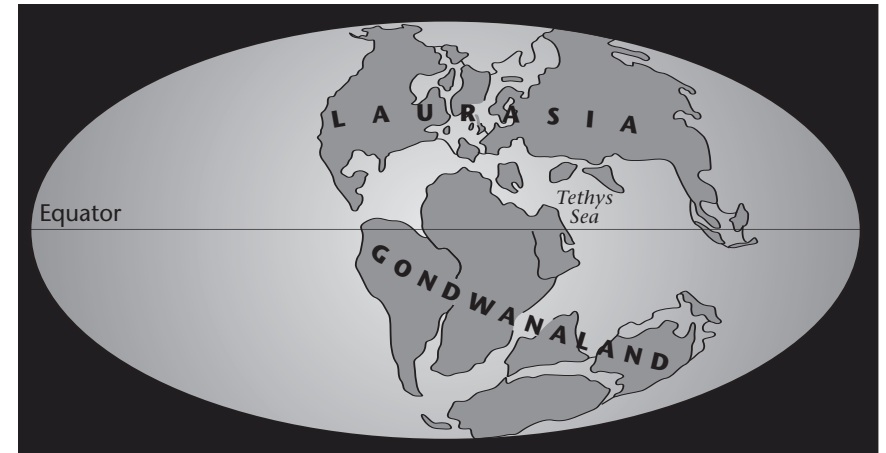 LAURASIA
Tethys
Sea
Equator
GONDWANALAND